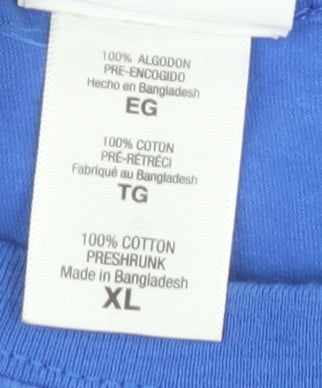 100% ALGODON
PRE-ENCOGIDO
Hecho en Bangladesh
EG
100% COTON
PRÉ-RÉTRÉCI
Fabriqué au Bangladesh
TG
100% COTTON
PRESHRUNK
Made in Bangladesh
XL